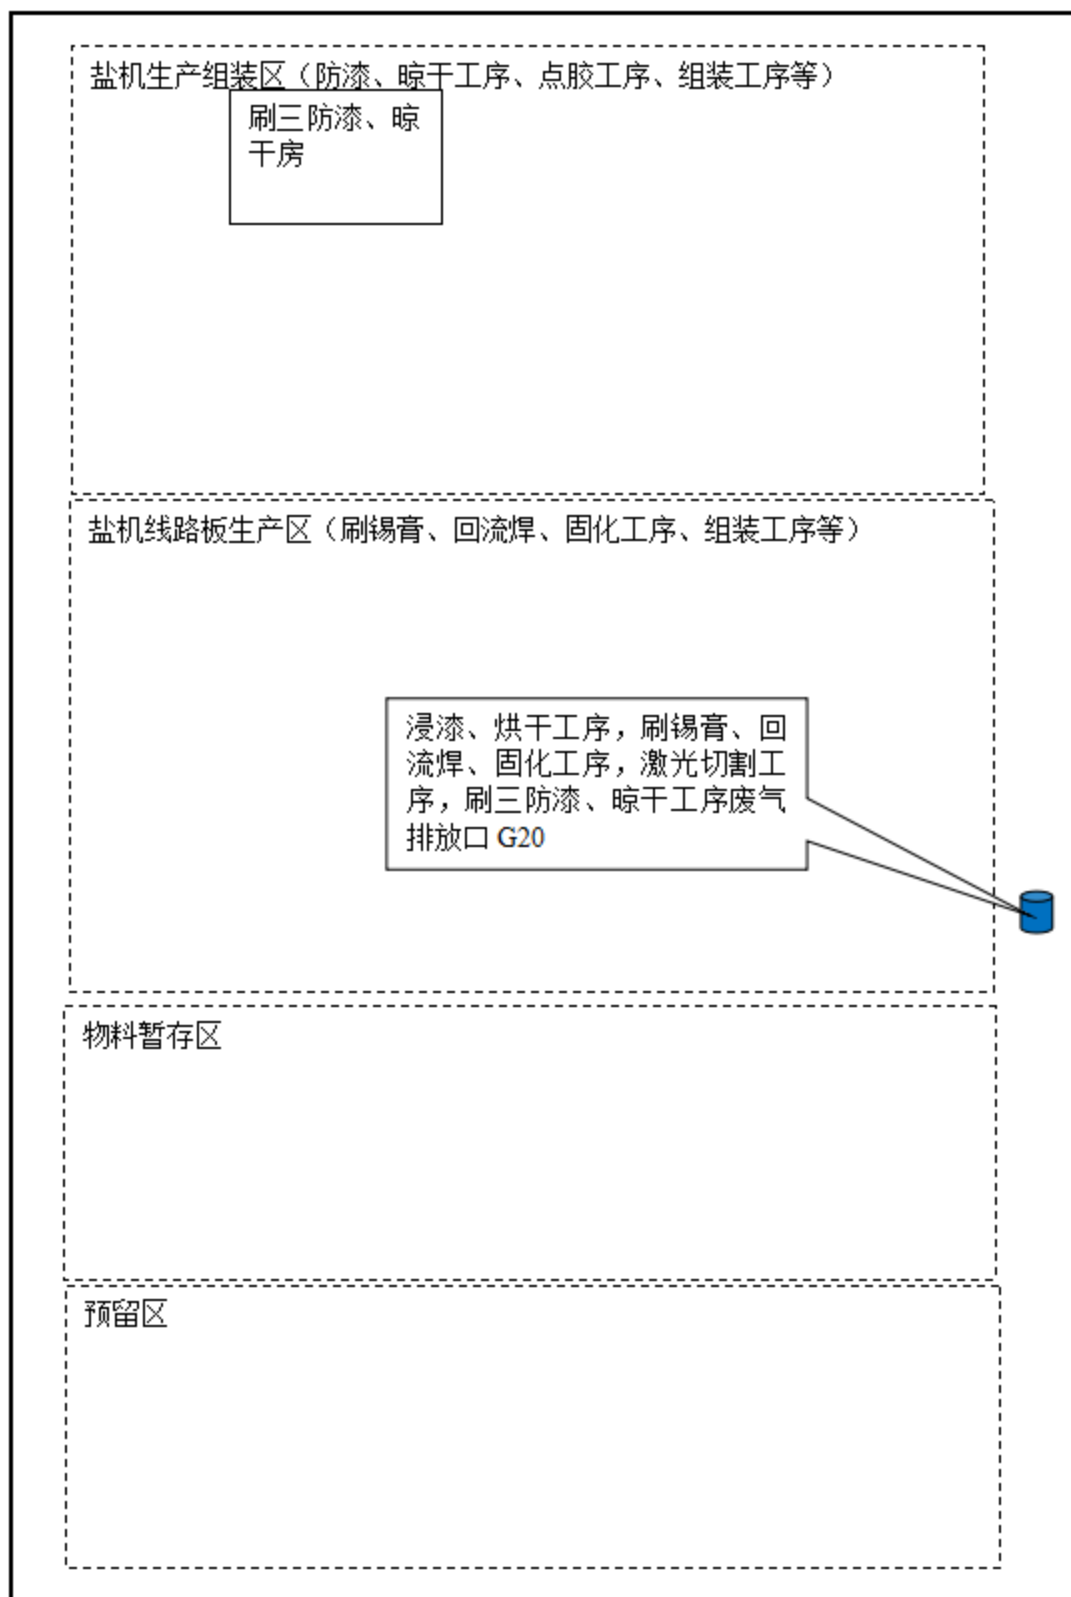 盐机生产组装区（防漆、晾干工序、点胶工序、组装工序等）
刷三防漆、晾
干房
盐机线路板生产区（刷锡膏、回流焊、固化工序、组装工序等）
浸漆、烘干工序，刷锡膏、回
流焊、固化工序，激光切割工
序，刷三防漆、晾干工序废气
排放口 G20
物料暂存区
预留区